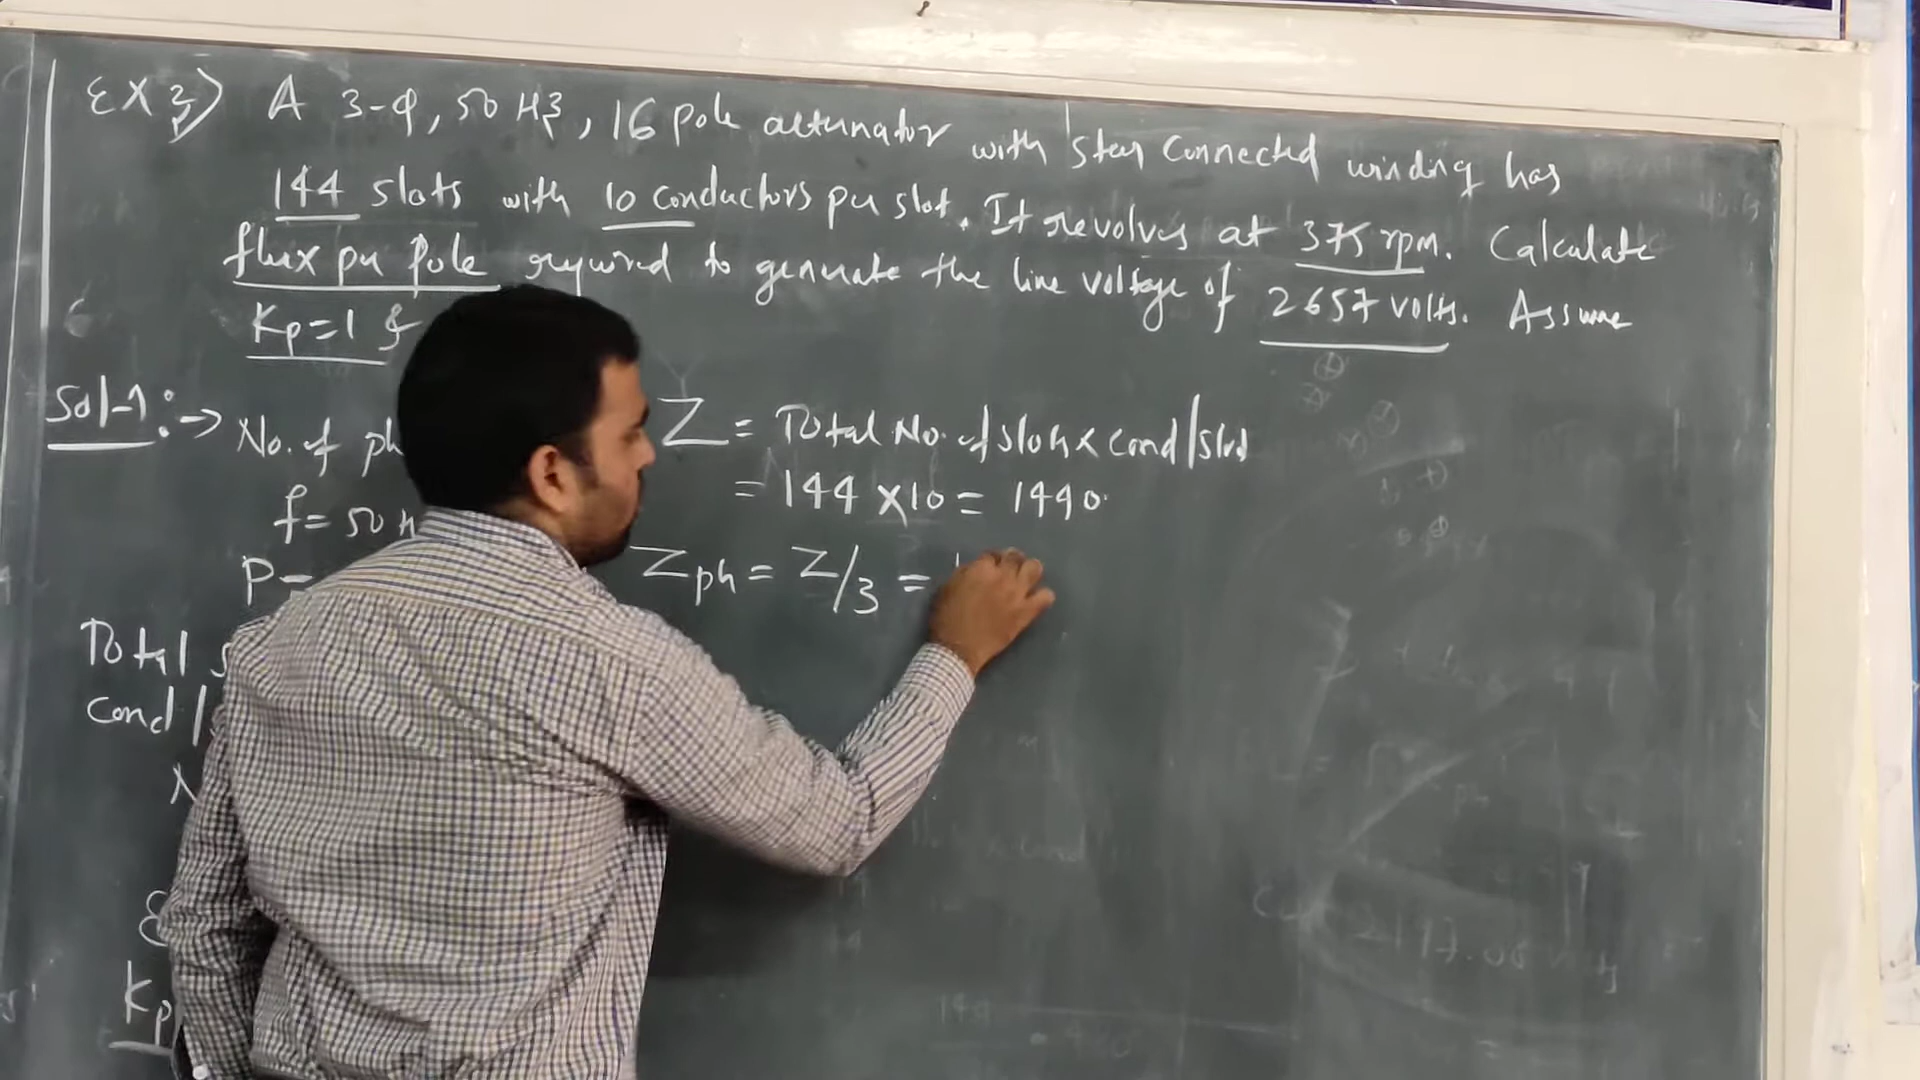 Ex 3) A 3-φ, 50 Hz, 16 pole alternator with star connected winding has
144 slots with 10 conductors per slot. It revolves at 375 rpm. Calculate
flux per pole required to generate the line voltage of 2657 volts. Assume
Kp=1 &
Sol-n :→ No. of ph
f = 50 H
P =
Total s
cond/
N
E
Kp
Z = Total No. of slots x Cond/slot
= 144 x 10 = 1440
Zph = Z/3 =